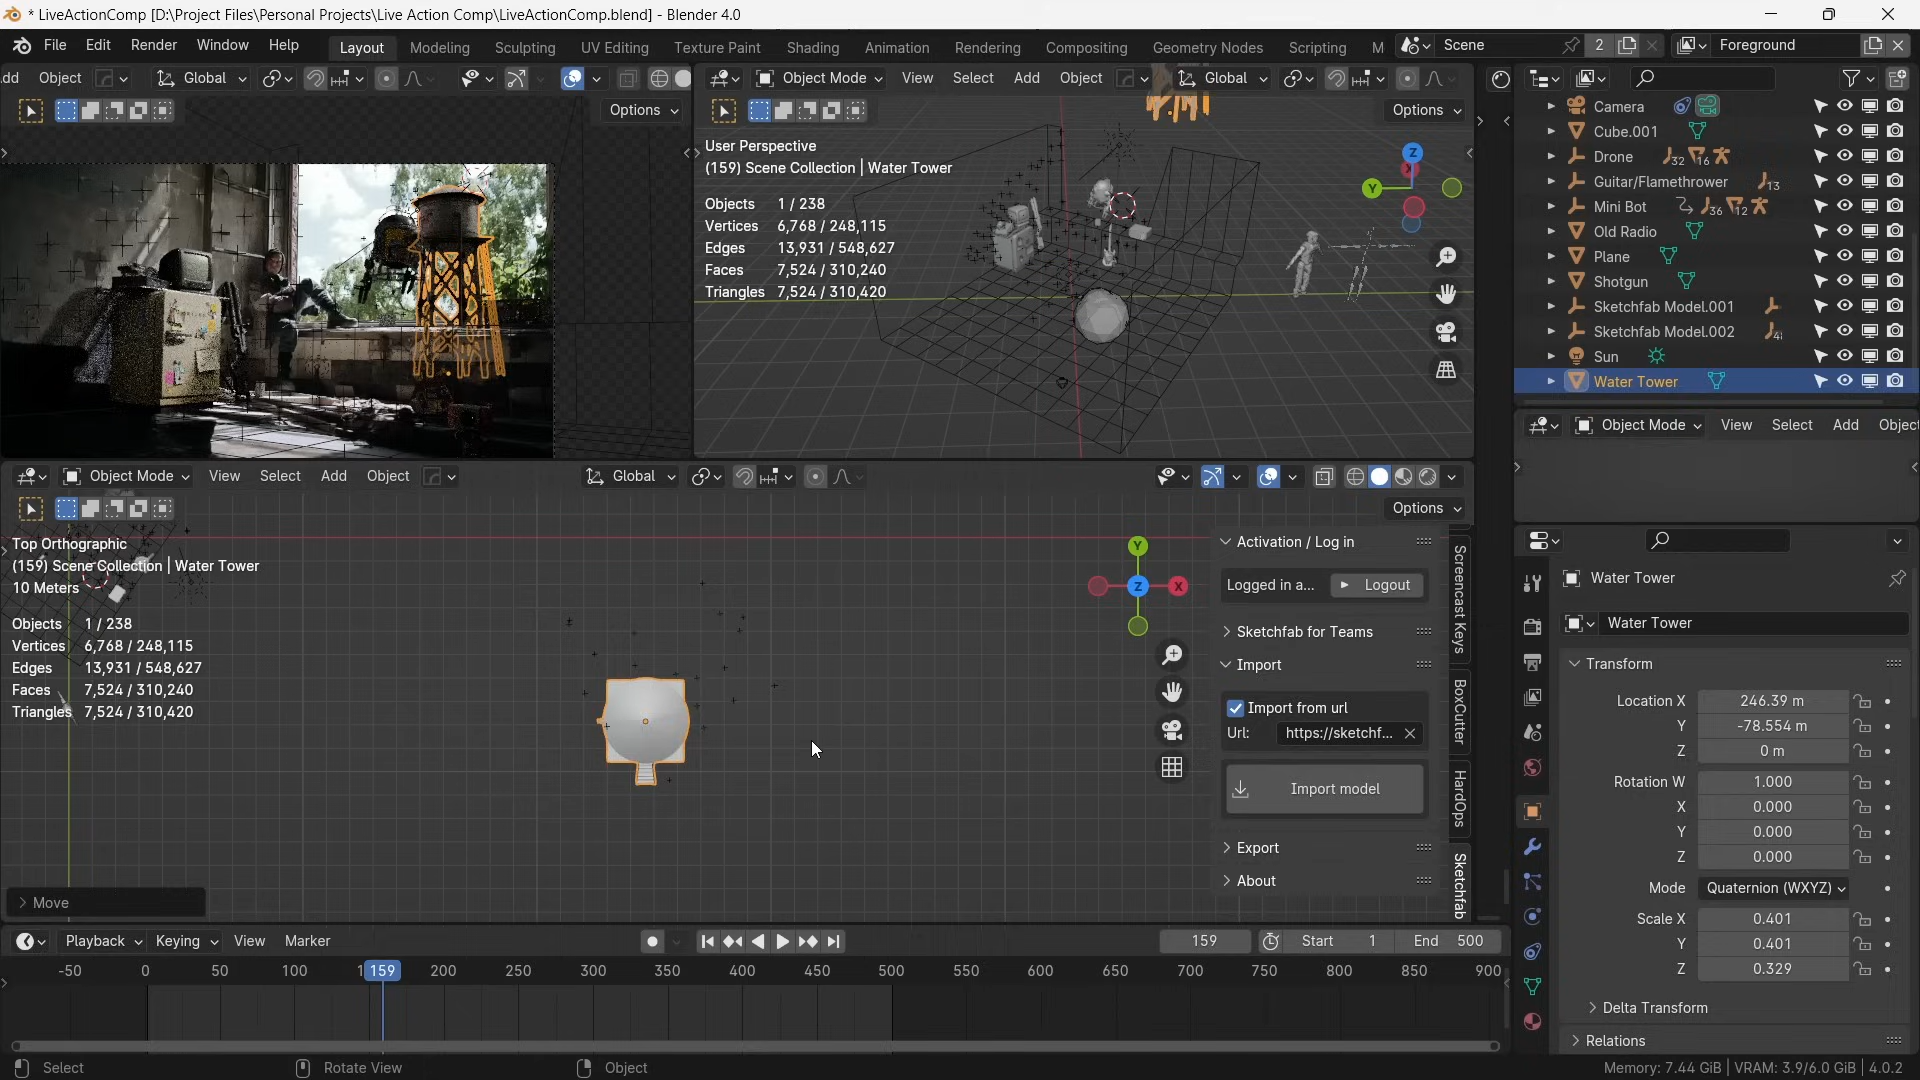 * LiveActionComp [D:\Project Files\Personal Projects\Live Action Comp\LiveActionComp.blend] - Blender 4.0
File Edit Render Window Help Layout Modeling Sculpting UV Editing Texture Paint Shading Animation Rendering Compositing Geometry Nodes Scripting M Scene 2 Foreground
dd Object Global
Options
Object Mode View Select Add Object Global
Options
User Perspective
(159) Scene Collection | Water Tower
Objects 1 / 238
Vertices 6,768 / 248,115
Edges 13,931 / 548,627
Faces 7,524 / 310,240
Triangles 7,524 / 310,420
Z
Y
Camera
Cube.001
Drone 32 16
Guitar/Flamethrower 13
Mini Bot 36 12
Old Radio
Plane
Shotgun
Sketchfab Model.001
Sketchfab Model.002
Sun
Water Tower
Object Mode View Select Add Object
Object Mode View Select Add Object Global
Options
Top Orthographic
(159) Scene Collection | Water Tower
10 Meters
Objects 1 / 238
Vertices 6,768 / 248,115
Edges 13,931 / 548,627
Faces 7,524 / 310,240
Triangles 7,524 / 310,420
Y
Z X
Move
Activation / Log in
Logged in a... Logout
Sketchfab for Teams
Import
Import from url
Url: https://sketchf...
Import model
Export
About
Screencast Keys
BoxCutter
HardOps
Sketchfab
Water Tower
Water Tower
Transform
Location X 246.39 m
Y -78.554 m
Z 0 m
Rotation W 1.000
X 0.000
Y 0.000
Z 0.000
Mode Quaternion (WXYZ)
Scale X 0.401
Y 0.401
Z 0.329
Delta Transform
Relations
Playback Keying View Marker 159 Start 1 End 500
-50 0 50 100 1 159 200 250 300 350 400 450 500 550 600 650 700 750 800 850 900
Select Rotate View Object Memory: 7.44 GiB | VRAM: 3.9/6.0 GiB | 4.0.2